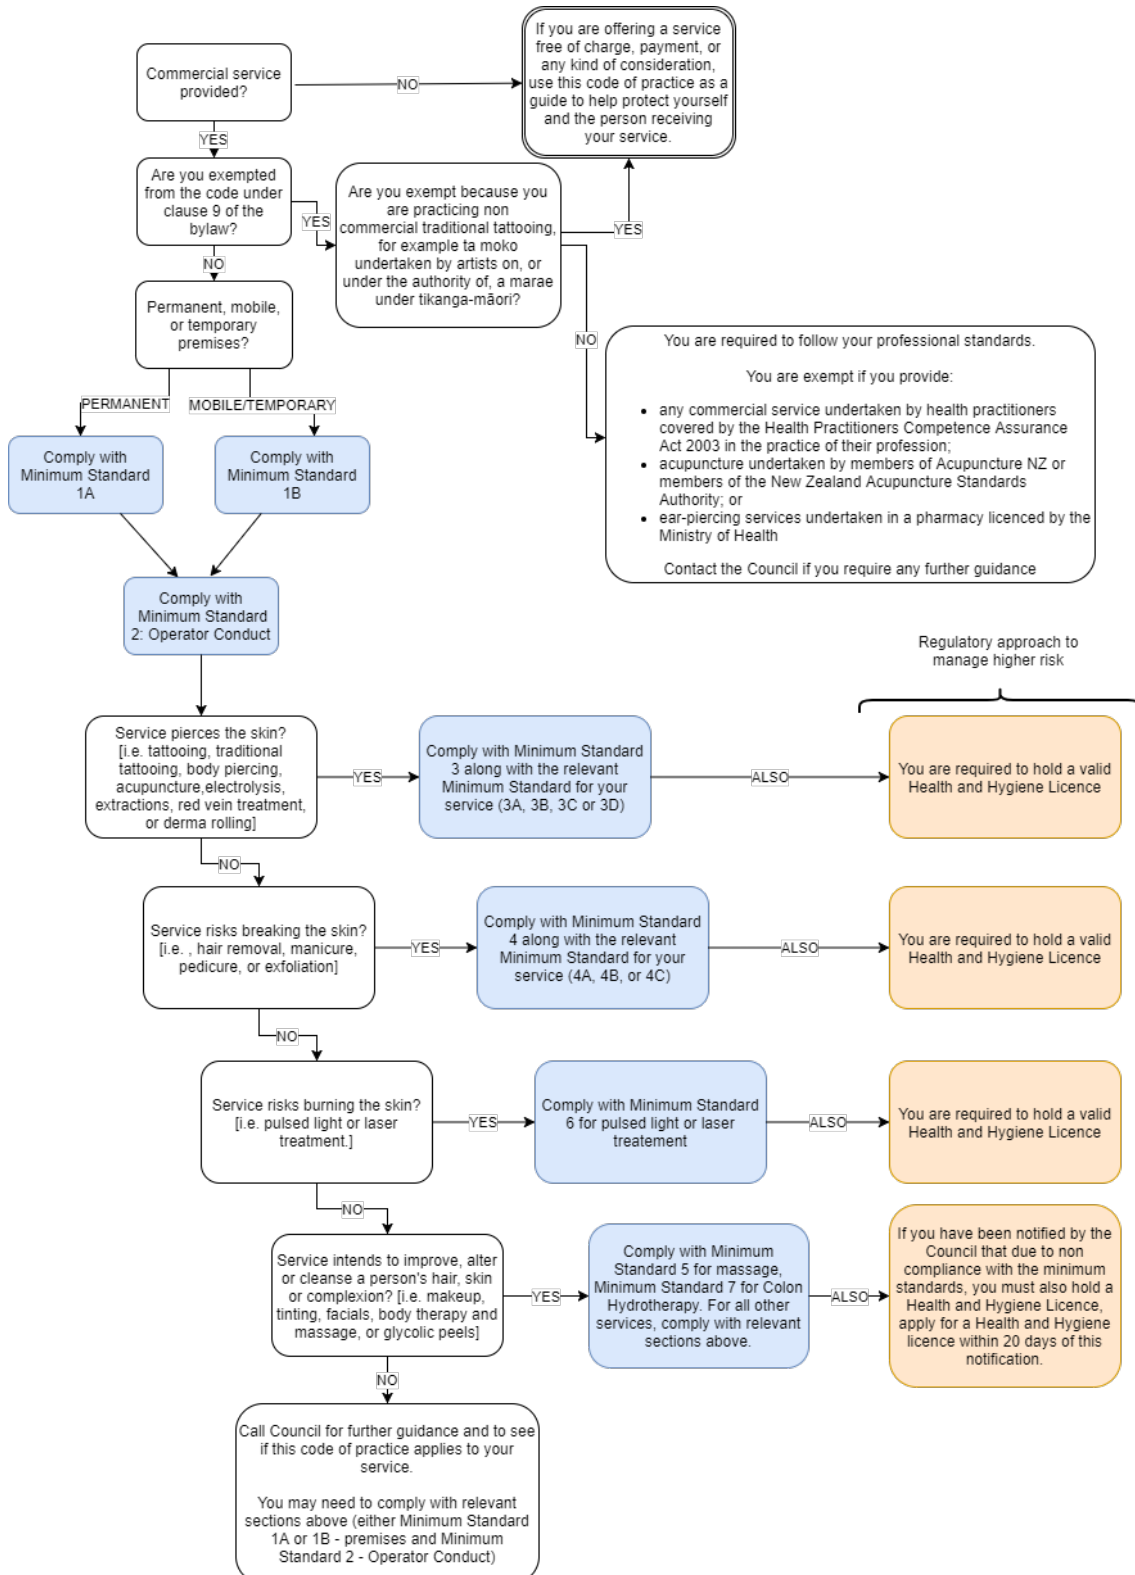 If you are offering a service
free of charge, payment, or
any kind of consideration,
use this code of practice as a
guide to help protect yourself
and the person receiving
your service.
Commercial service
provided?
NO
YES
Are you exempted
from the code under
clause 9 of the
bylaw?
YES
Are you exempt because you
are practicing non
commercial traditional tattooing,
for example ta moko
undertaken by artists on, or
under the authority of, a marae
under tikanga-māori?
YES
NO
NO
Permanent, mobile,
or temporary
premises?
You are required to follow your professional standards.
You are exempt if you provide:
• any commercial service undertaken by health practitioners
covered by the Health Practitioners Competence Assurance
Act 2003 in the practice of their profession;
• acupuncture undertaken by members of Acupuncture NZ or
members of the New Zealand Acupuncture Standards
Authority; or
• ear-piercing services undertaken in a pharmacy licenced by the
Ministry of Health
Contact the Council if you require any further guidance
PERMANENT
MOBILE/TEMPORARY
Comply with
Minimum Standard
1A
Comply with
Minimum Standard
1B
Comply with
Minimum Standard
2: Operator Conduct
Regulatory approach to
manage higher risk
Service pierces the skin?
[i.e. tattooing, traditional
tattooing, body piercing,
acupuncture,electrolysis,
extractions, red vein treatment,
or derma rolling]
YES
Comply with Minimum Standard
3 along with the relevant
Minimum Standard for your
service (3A, 3B, 3C or 3D)
ALSO
You are required to hold a valid
Health and Hygiene Licence
NO
Service risks breaking the skin?
[i.e. , hair removal, manicure,
pedicure, or exfoliation]
YES
Comply with Minimum Standard
4 along with the relevant
Minimum Standard for your
service (4A, 4B, or 4C)
ALSO
You are required to hold a valid
Health and Hygiene Licence
NO
Service risks burning the skin?
[i.e. pulsed light or laser
treatment.]
YES
Comply with Minimum Standard
6 for pulsed light or laser
treatement
ALSO
You are required to hold a valid
Health and Hygiene Licence
NO
Service intends to improve, alter
or cleanse a person's hair, skin
or complexion? [i.e. makeup,
tinting, facials, body therapy and
massage, or glycolic peels]
YES
Comply with Minimum
Standard 5 for massage,
Minimum Standard 7 for Colon
Hydrotherapy. For all other
services, comply with relevant
sections above.
ALSO
If you have been notified by the
Council that due to non
compliance with the minimum
standards, you must also hold a
Health and Hygiene Licence,
apply for a Health and Hygiene
licence within 20 days of this
notification.
NO
Call Council for further guidance and to see
if this code of practice applies to your
service.
You may need to comply with relevant
sections above (either Minimum Standard
1A or 1B - premises and Minimum
Standard 2 - Operator Conduct)